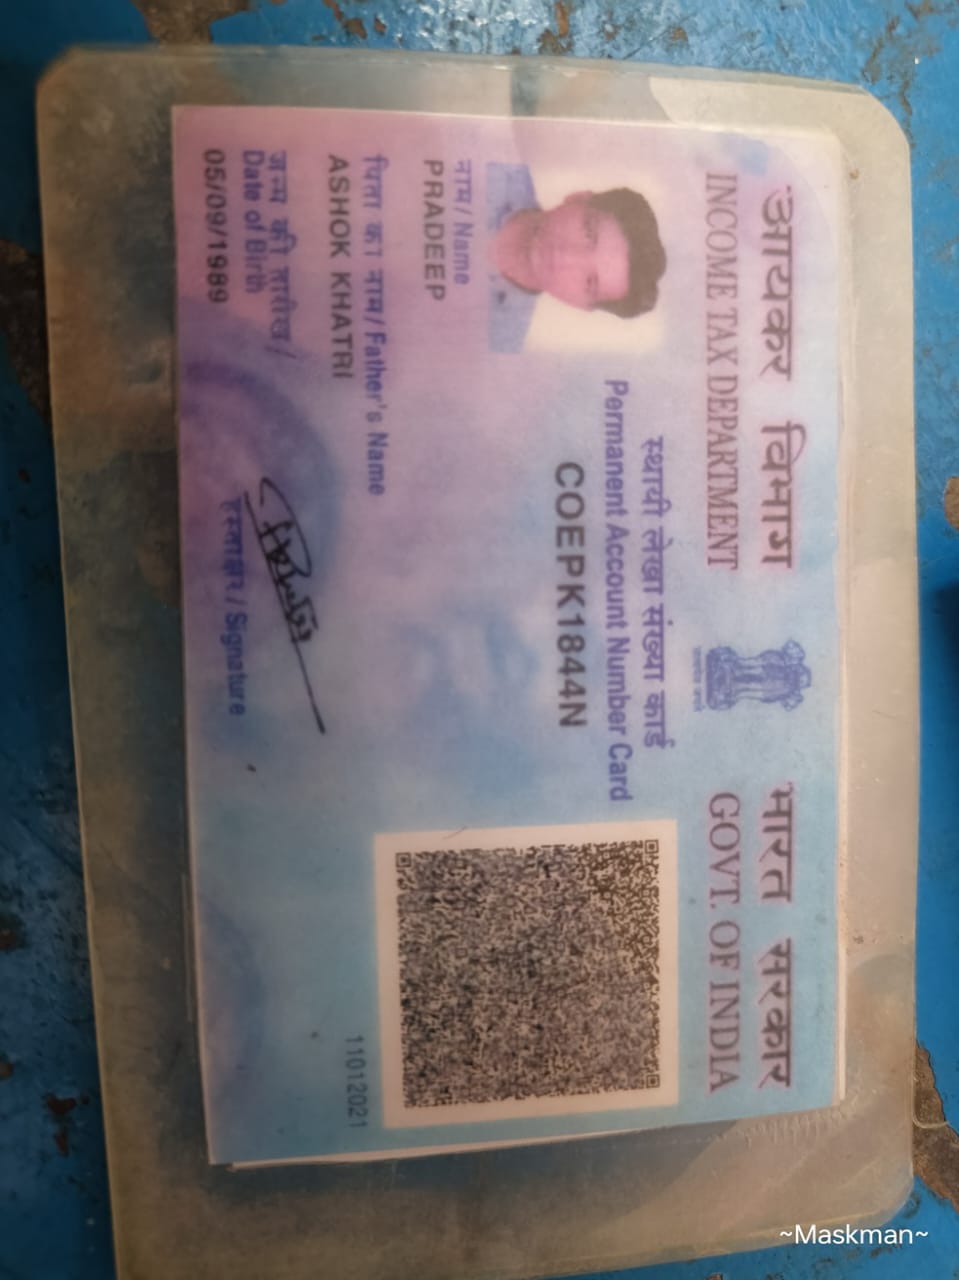 आयकर विभाग
INCOME TAX DEPARTMENT
भारत सरकार
GOVT. OF INDIA
स्थायी लेखा संख्या कार्ड
Permanent Account Number Card
COEPK1844N
नाम / Name
PRADEEP
पिता का नाम / Father's Name
ASHOK KHATRI
जन्म की तारीख /
Date of Birth
05/09/1989
हस्ताक्षर / Signature
11012021
~Maskman~